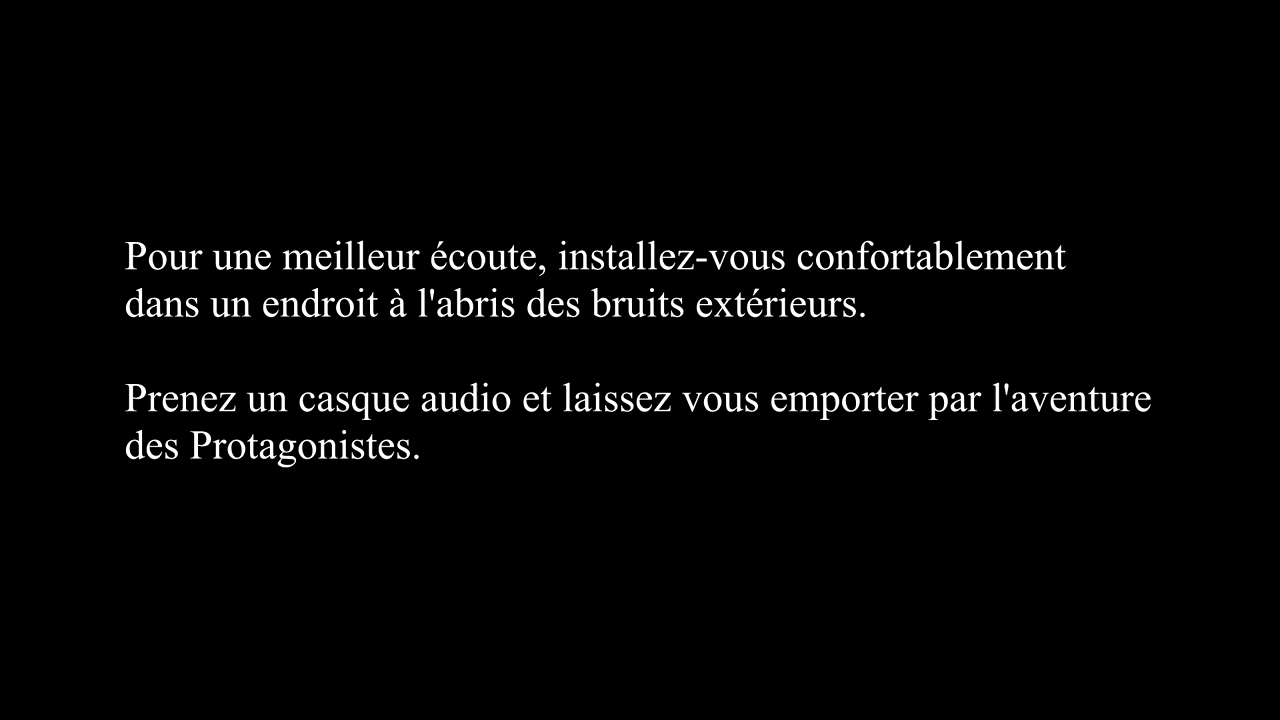 Pour une meilleur écoute, installez-vous confortablement
dans un endroit à l'abris des bruits extérieurs.
Prenez un casque audio et laissez vous emporter par l'aventure
des Protagonistes.